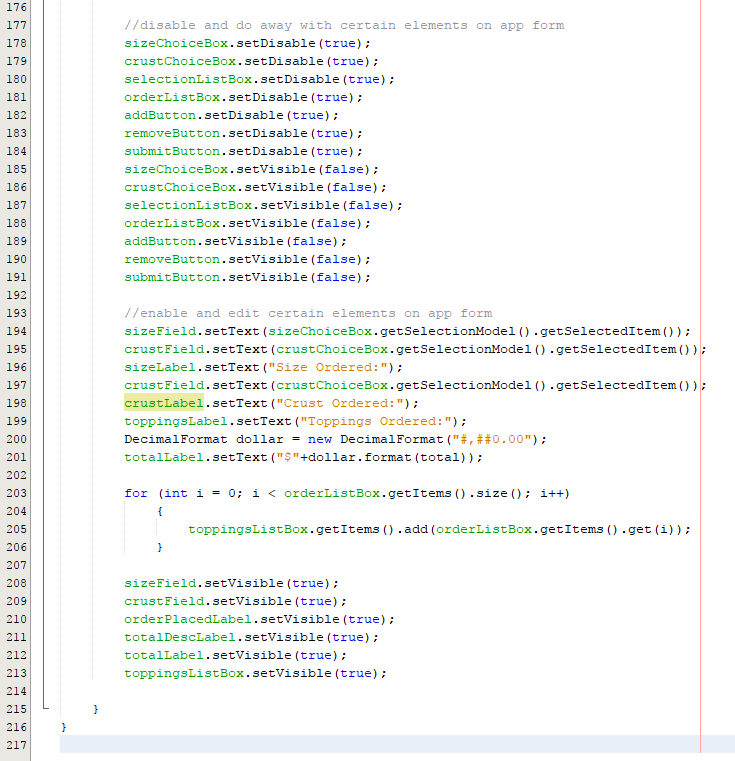 176
177 //disable and do away with certain elements on app form
178 sizeChoiceBox.setDisable(true);
179 crustChoiceBox.setDisable(true);
180 selectionListBox.setDisable(true);
181 orderListBox.setDisable(true);
182 addButton.setDisable(true);
183 removeButton.setDisable(true);
184 submitButton.setDisable(true);
185 sizeChoiceBox.setVisible(false);
186 crustChoiceBox.setVisible(false);
187 selectionListBox.setVisible(false);
188 orderListBox.setVisible(false);
189 addButton.setVisible(false);
190 removeButton.setVisible(false);
191 submitButton.setVisible(false);
192
193 //enable and edit certain elements on app form
194 sizeField.setText(sizeChoiceBox.getSelectionModel().getSelectedItem());
195 crustField.setText(crustChoiceBox.getSelectionModel().getSelectedItem());
196 sizeLabel.setText("Size Ordered:");
197 crustField.setText(crustChoiceBox.getSelectionModel().getSelectedItem());
198 crustLabel.setText("Crust Ordered:");
199 toppingsLabel.setText("Toppings Ordered:");
200 DecimalFormat dollar = new DecimalFormat("#,##0.00");
201 totalLabel.setText("$"+dollar.format(total));
202
203 for (int i = 0; i < orderListBox.getItems().size(); i++)
204 {
205 toppingsListBox.getItems().add(orderListBox.getItems().get(i));
206 }
207
208 sizeField.setVisible(true);
209 crustField.setVisible(true);
210 orderPlacedLabel.setVisible(true);
211 totalDescLabel.setVisible(true);
212 totalLabel.setVisible(true);
213 toppingsListBox.setVisible(true);
214
215 }
216 }
217